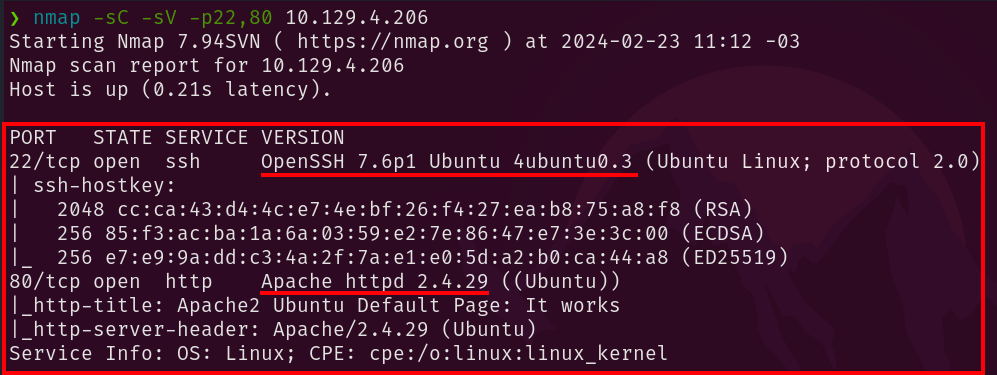 ❯ nmap -sC -sV -p22,80 10.129.4.206
Starting Nmap 7.94SVN ( https://nmap.org ) at 2024-02-23 11:12 -03
Nmap scan report for 10.129.4.206
Host is up (0.21s latency).
PORT   STATE SERVICE VERSION
22/tcp open  ssh     OpenSSH 7.6p1 Ubuntu 4ubuntu0.3 (Ubuntu Linux; protocol 2.0)
| ssh-hostkey:
|   2048 cc:ca:43:d4:4c:e7:4e:bf:26:f4:27:ea:b8:75:a8:f8 (RSA)
|   256 85:f3:ac:ba:1a:6a:03:59:e2:7e:86:47:e7:3e:3c:00 (ECDSA)
|_  256 e7:e9:9a:dd:c3:4a:2f:7a:e1:e0:5d:a2:b0:ca:44:a8 (ED25519)
80/tcp open  http    Apache httpd 2.4.29 ((Ubuntu))
|_http-title: Apache2 Ubuntu Default Page: It works
|_http-server-header: Apache/2.4.29 (Ubuntu)
Service Info: OS: Linux; CPE: cpe:/o:linux:linux_kernel